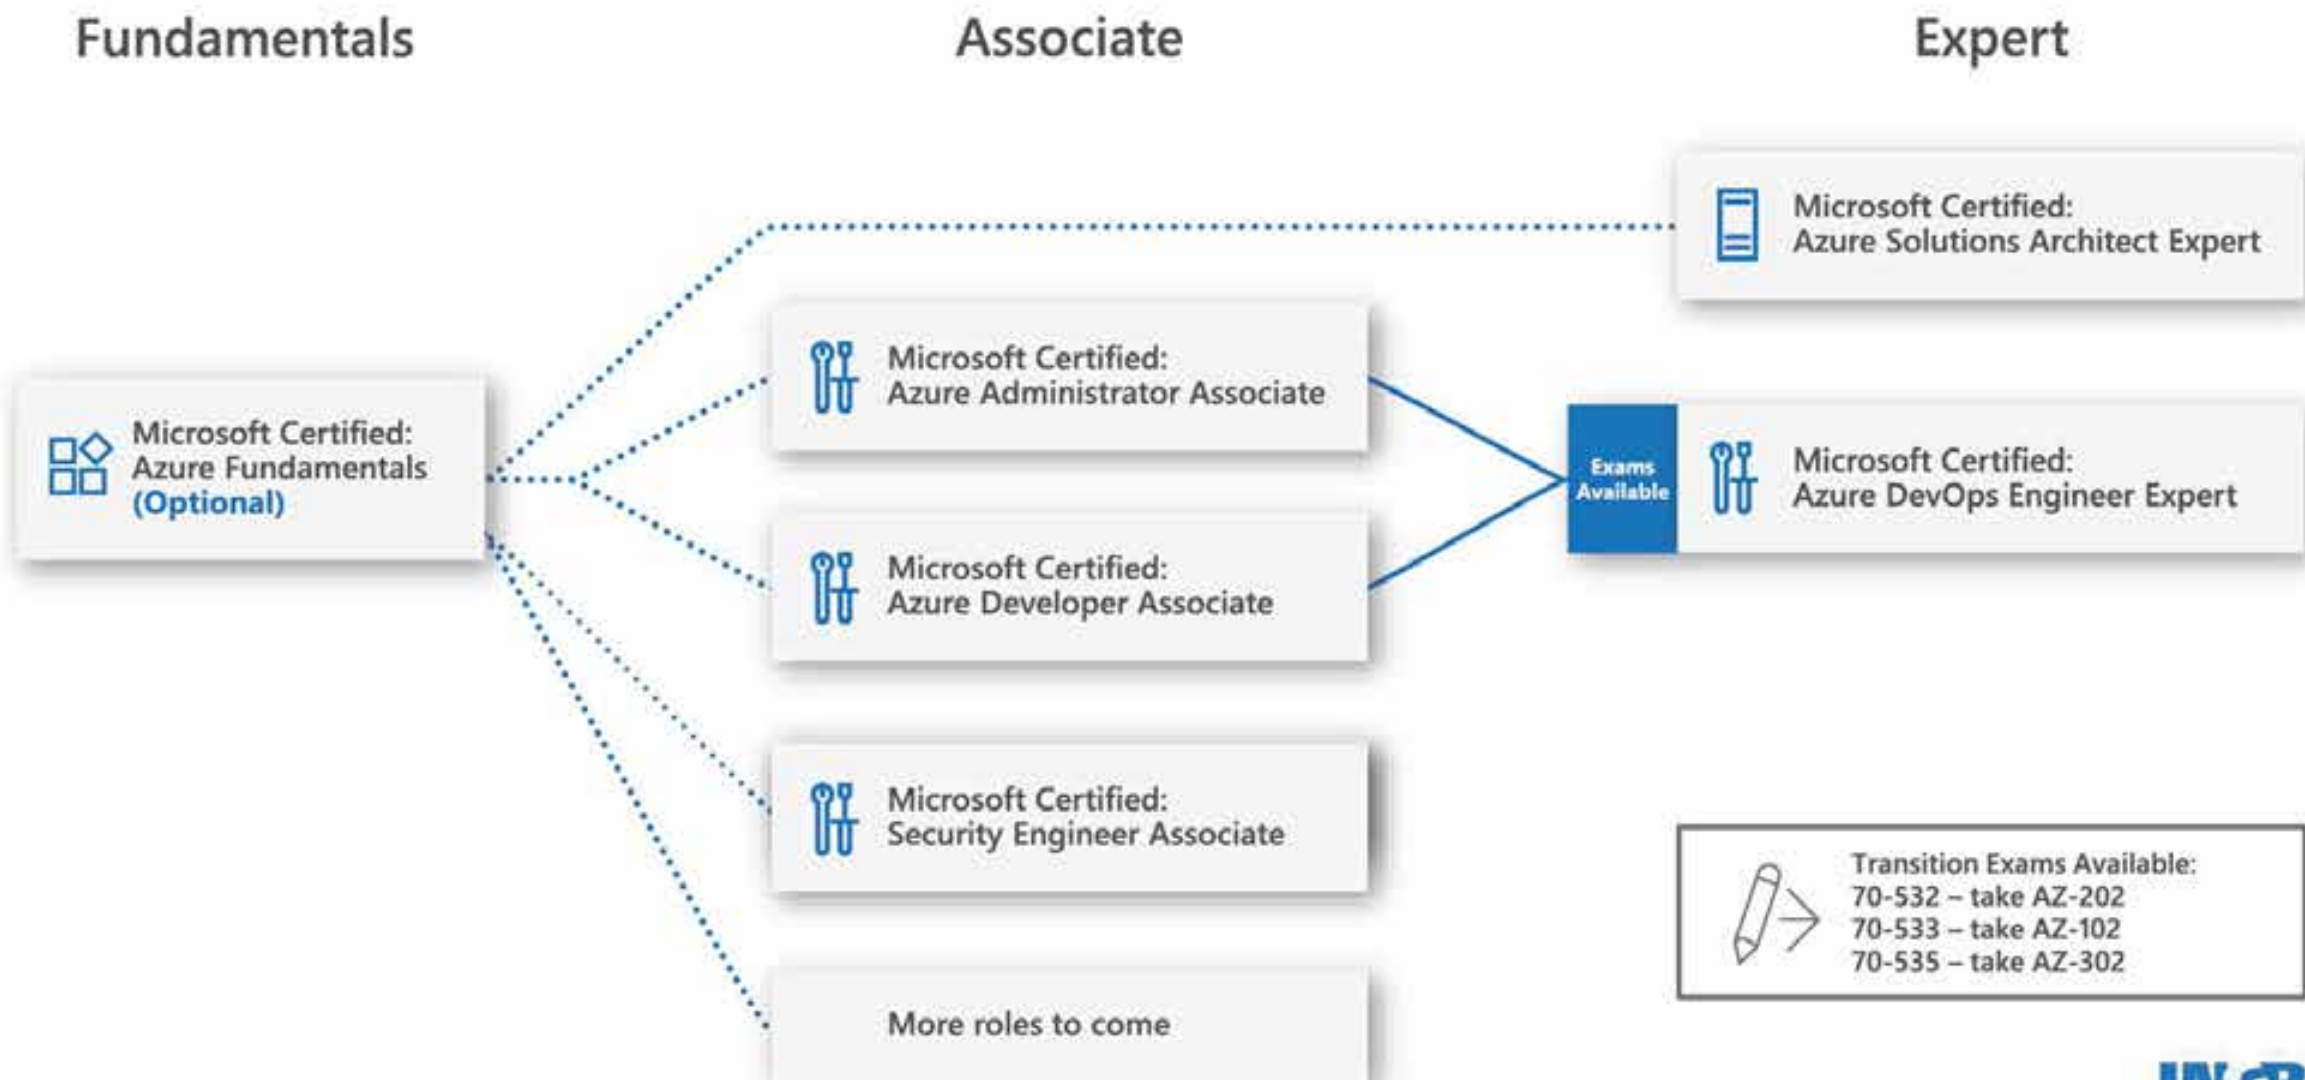 Fundamentals
Associate
Expert
Microsoft Certified:
Azure Solutions Architect Expert
Microsoft Certified:
Azure Administrator Associate
Microsoft Certified:
Azure Fundamentals
(Optional)
Exams
Available
Microsoft Certified:
Azure DevOps Engineer Expert
Microsoft Certified:
Azure Developer Associate
Microsoft Certified:
Security Engineer Associate
Transition Exams Available:
70-532 – take AZ-202
70-533 – take AZ-102
70-535 – take AZ-302
More roles to come